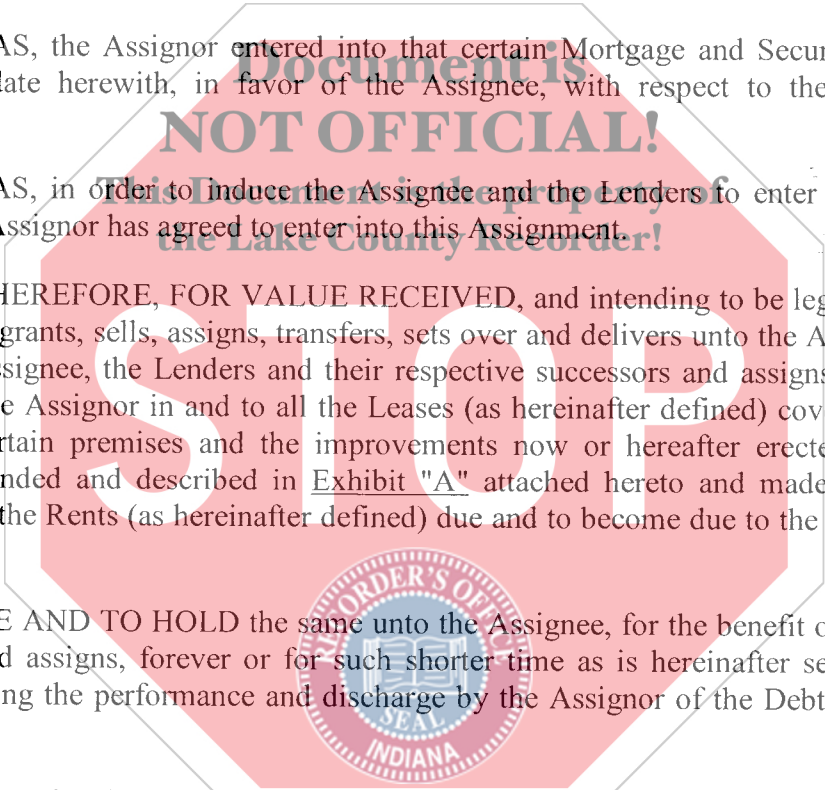 AS, the Assignor entered into that certain Mortgage and Secur
Document is
date herewith, in favor of the Assignee, with respect to the
NOT OFFICIAL!
AS, in order to induce the Assignee and the Lenders to enter
This Document is the property of
Assignor has agreed to enter into this Assignment.
the Lake County Recorder!
HEREFORE, FOR VALUE RECEIVED, and intending to be leg
grants, sells, assigns, transfers, sets over and delivers unto the A
ssignee, the Lenders and their respective successors and assigns
e Assignor in and to all the Leases (as hereinafter defined) cov
rtain premises and the improvements now or hereafter erecte
nded and described in Exhibit "A" attached hereto and made
the Rents (as hereinafter defined) due and to become due to the
STOP
E AND TO HOLD the same unto the Assignee, for the benefit o
d assigns, forever or for such shorter time as is hereinafter se
ng the performance and discharge by the Assignor of the Debt
RECORDER'S OFFICE
SEAL
INDIANA